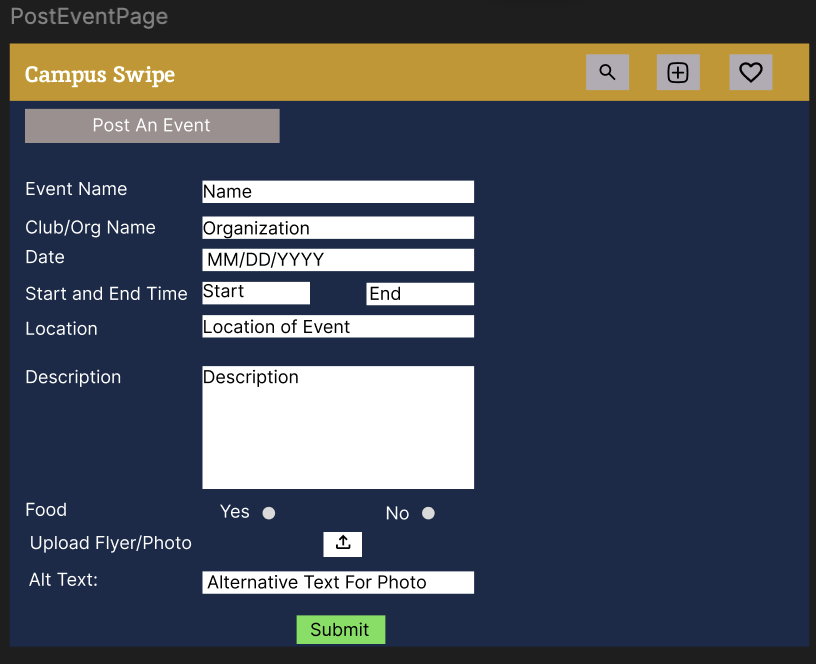 PostEventPage
Campus Swipe
Post An Event
Event Name Name
Club/Org Name Organization
Date MM/DD/YYYY
Start and End Time Start End
Location Location of Event
Description Description
Food Yes No
Upload Flyer/Photo
Alt Text: Alternative Text For Photo
Submit